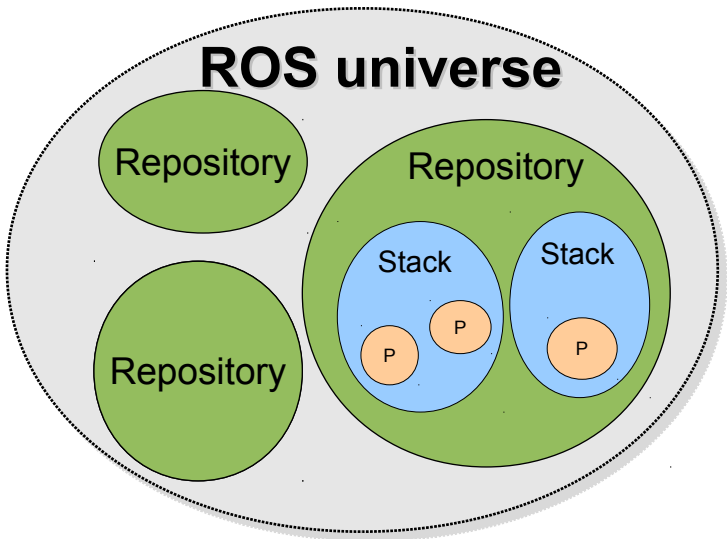 ROS universe
Repository
Repository
Stack
Stack
P
P
P
Repository